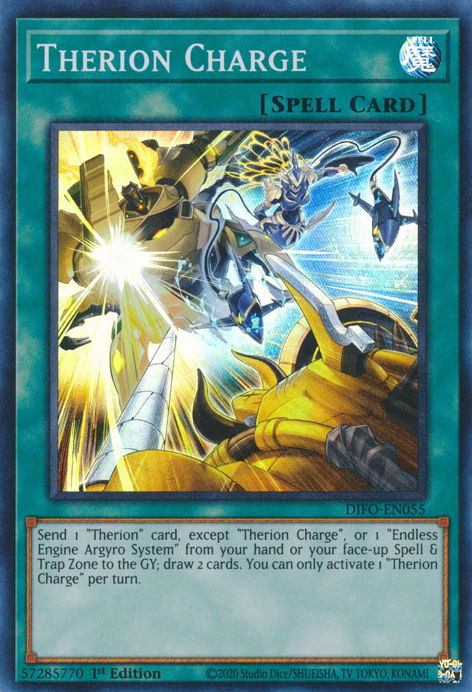 THERION CHARGE
SPELL
魔
[SPELL CARD]
DIFO-EN055
Send 1 "Therion" card, except "Therion Charge", or 1 "Endless
Engine Argyro System" from your hand or your face-up Spell &
Trap Zone to the GY; draw 2 cards. You can only activate 1 "Therion
Charge" per turn.
57285770 1st Edition
©2020 Studio Dice/SHUEISHA, TV TOKYO, KONAMI